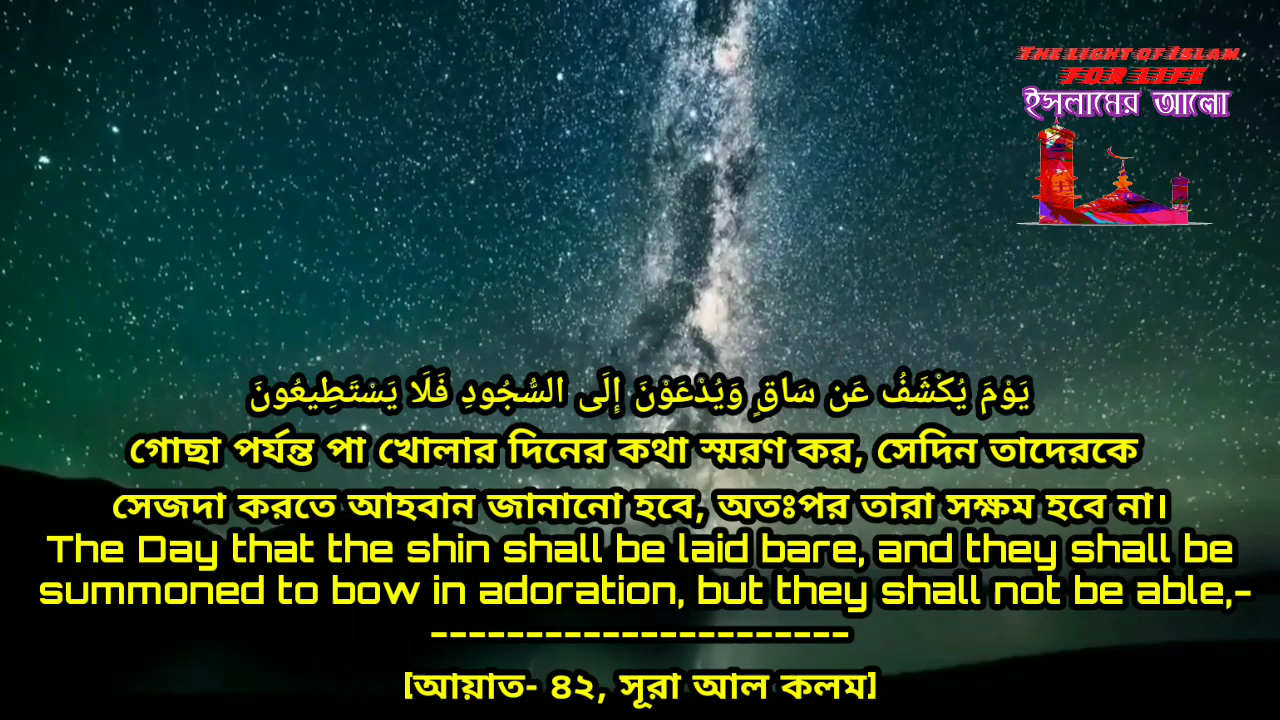 The light of Islam
FOR LIFE
ইসলামের আলো
يَوْمَ يُكْشَفُ عَن سَاقٍ وَيُدْعَوْنَ إِلَى السُّجُودِ فَلَا يَسْتَطِيعُونَ
গোছা পর্যন্ত পা খোলার দিনের কথা স্মরণ কর, সেদিন তাদেরকে
সেজদা করতে আহবান জানানো হবে, অতঃপর তারা সক্ষম হবে না।
The Day that the shin shall be laid bare, and they shall be
summoned to bow in adoration, but they shall not be able,-
----------------------
[আয়াত- ৪২, সূরা আল কলম]